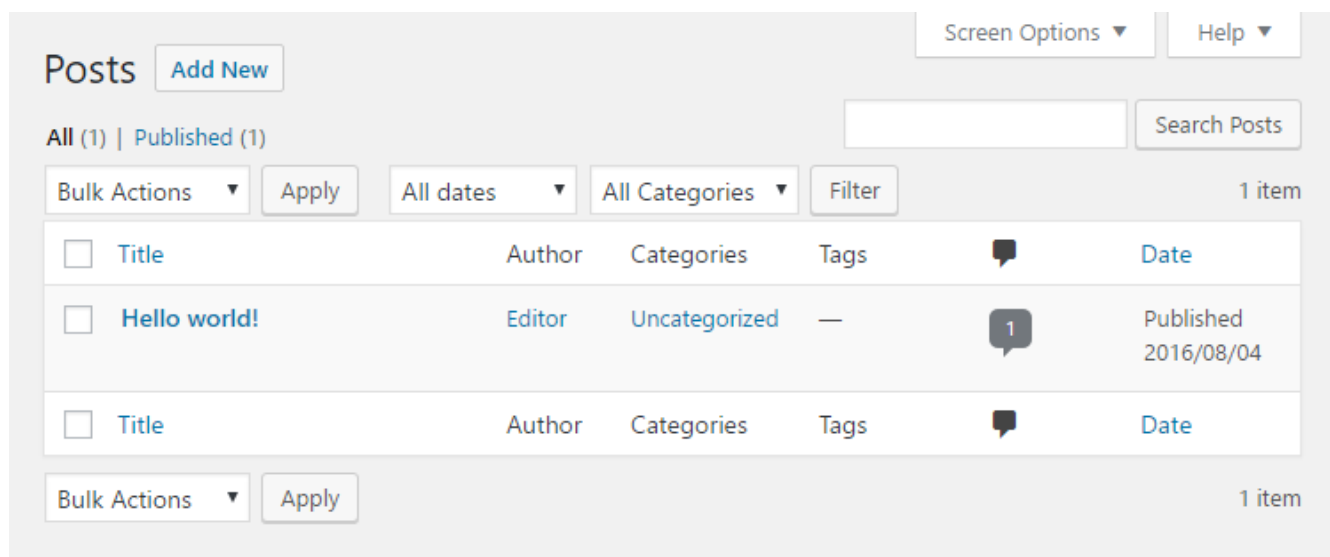 Screen Options ▼ Help ▼
Posts Add New
All (1) | Published (1) Search Posts
Bulk Actions ▼ Apply All dates ▼ All Categories ▼ Filter 1 item
Title Author Categories Tags Date
Hello world! Editor Uncategorized — 1 Published
2016/08/04
Title Author Categories Tags Date
Bulk Actions ▼ Apply 1 item